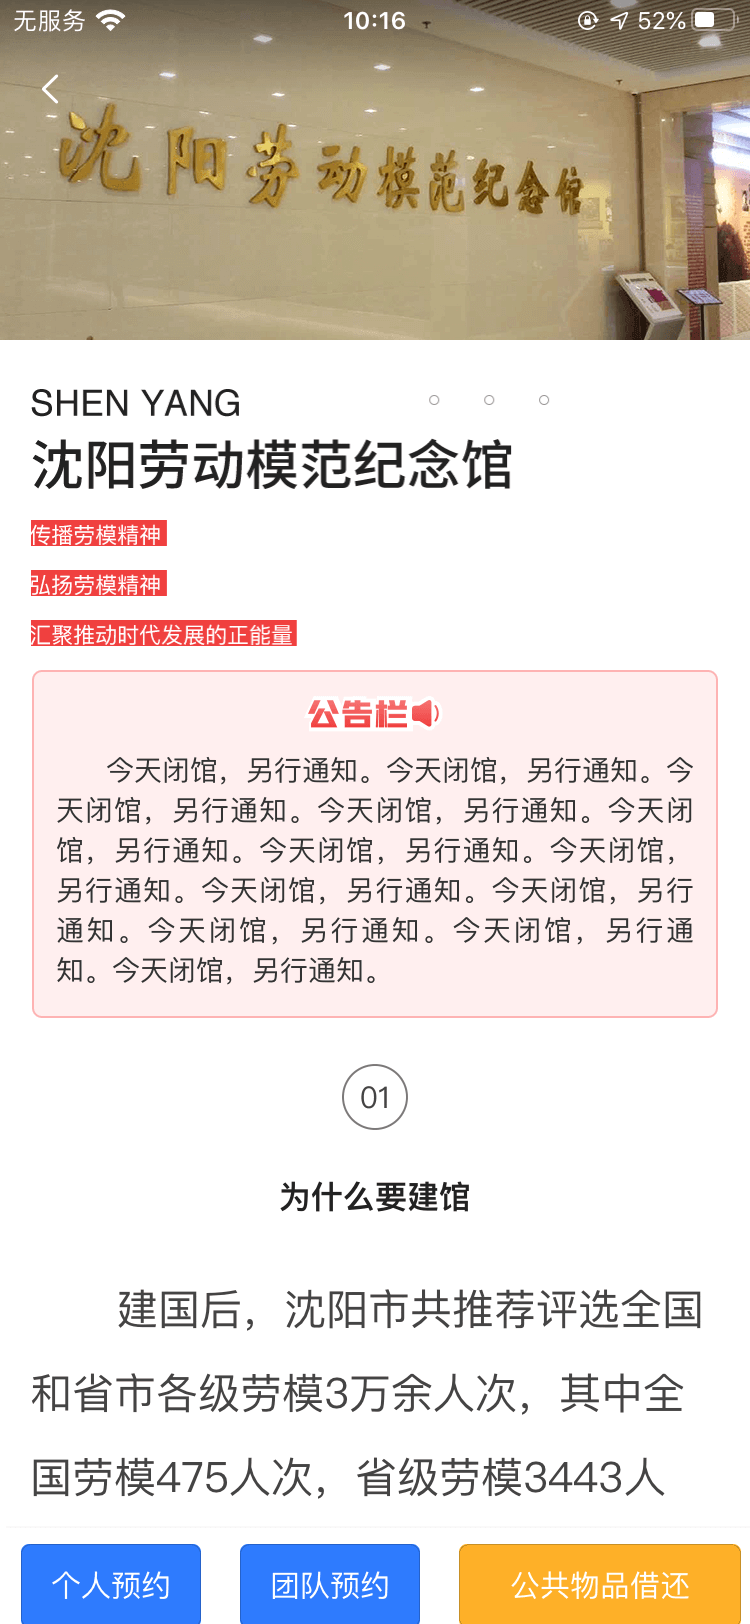 无服务 10:16 52%
沈阳劳动模范纪念馆
SHEN YANG
沈阳劳动模范纪念馆
传播劳模精神
弘扬劳模精神
汇聚推动时代发展的正能量
公告栏
今天闭馆，另行通知。今天闭馆，另行通知。今
天闭馆，另行通知。今天闭馆，另行通知。今天闭
馆，另行通知。今天闭馆，另行通知。今天闭馆，
另行通知。今天闭馆，另行通知。今天闭馆，另行
通知。今天闭馆，另行通知。今天闭馆，另行通
知。今天闭馆，另行通知。
01
为什么要建馆
建国后，沈阳市共推荐评选全国
和省市各级劳模3万余人次，其中全
国劳模475人次，省级劳模3443人
个人预约 团队预约 公共物品借还